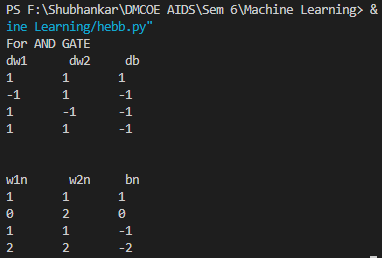 PS F:\Shubhankar\DMCOE AIDS\Sem 6\Machine Learning> &
ine Learning/hebb.py"
For AND GATE
dw1 dw2 db
1 1 1
-1 1 -1
1 -1 -1
1 1 -1
w1n w2n bn
1 1 1
0 2 0
1 1 -1
2 2 -2